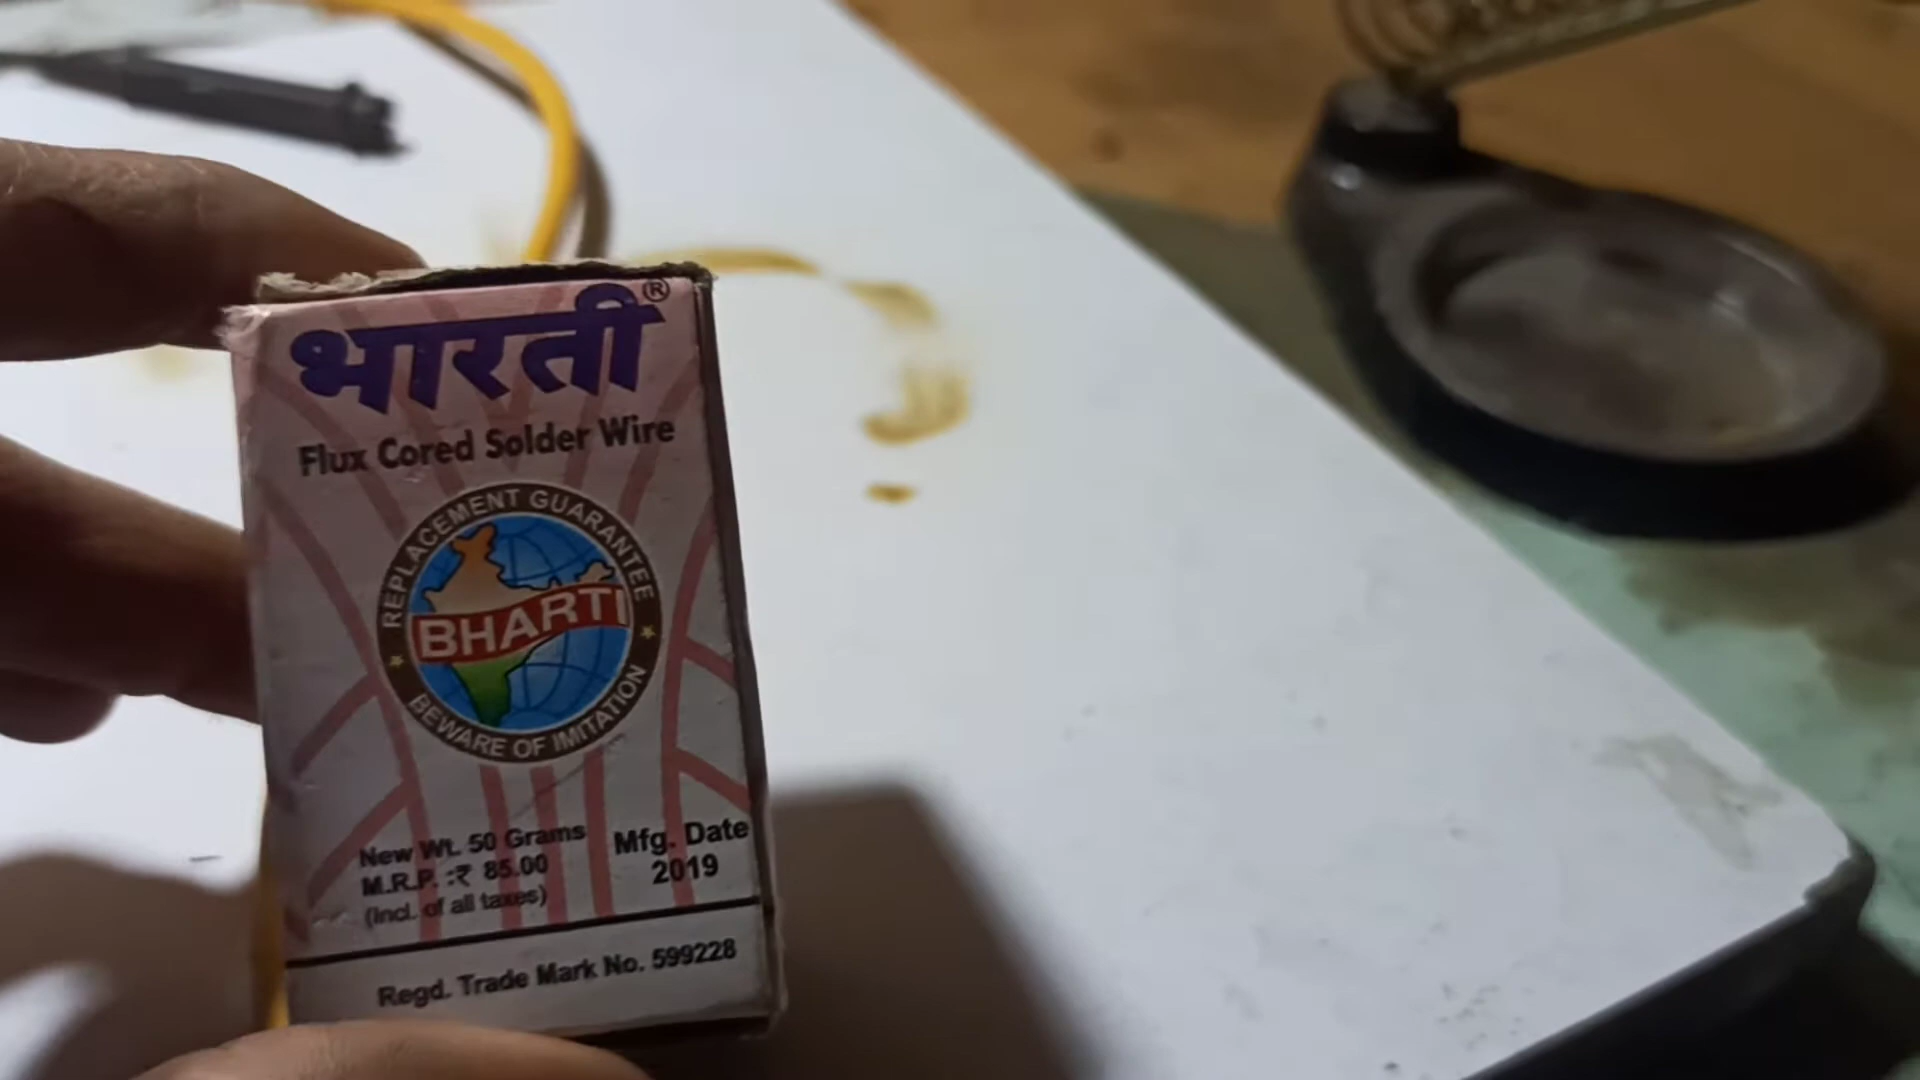 भारती®
Flux Cored Solder Wire
REPLACEMENT GUARANTEE
BHARTI
BEWARE OF IMITATION
New Wt. 50 Grams
M.R.P. :₹ 85.00
(Incl. of all taxes)
Mfg. Date
2019
Regd. Trade Mark No. 599228